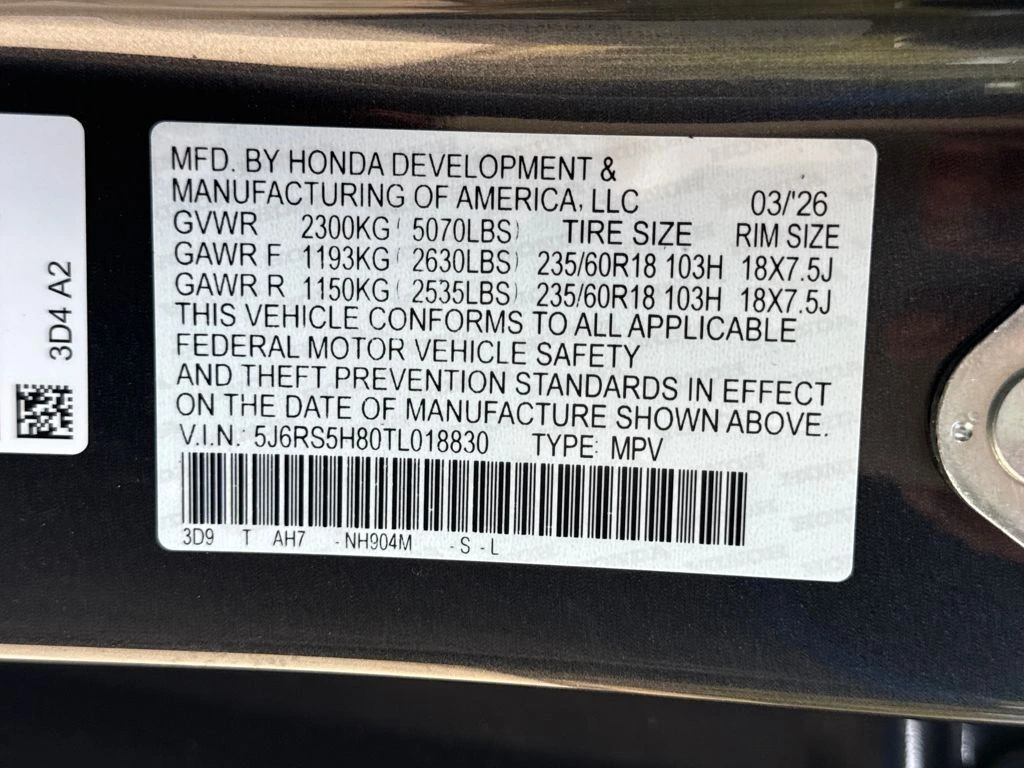 MFD. BY HONDA DEVELOPMENT &
MANUFACTURING OF AMERICA, LLC 03/'26
GVWR 2300KG ( 5070LBS) TIRE SIZE RIM SIZE
GAWR F 1193KG ( 2630LBS) 235/60R18 103H 18X7.5J
GAWR R 1150KG ( 2535LBS) 235/60R18 103H 18X7.5J
THIS VEHICLE CONFORMS TO ALL APPLICABLE
FEDERAL MOTOR VEHICLE SAFETY
AND THEFT PREVENTION STANDARDS IN EFFECT
ON THE DATE OF MANUFACTURE SHOWN ABOVE.
V.I.N. 5J6RS5H80TL018830 TYPE: MPV
3D9 T AH7 -NH904M -S -L
3D4 A2